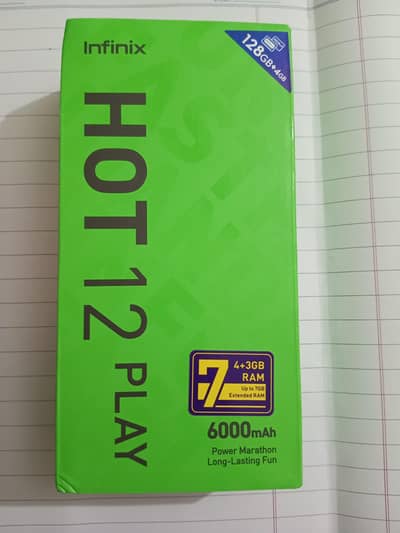 Infinix
128GB+4GB
HOT 12 PLAY
7
4+3GB
RAM
Up to 7GB
Extended RAM
6000mAh
Power Marathon
Long-Lasting Fun